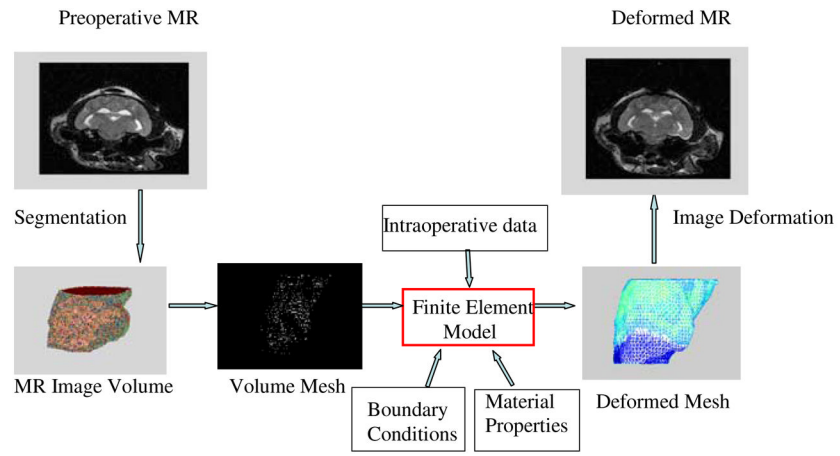 Preoperative MR
Deformed MR
Segmentation
Intraoperative data
Image Deformation
Finite Element
Model
MR Image Volume
Volume Mesh
Boundary
Conditions
Material
Properties
Deformed Mesh